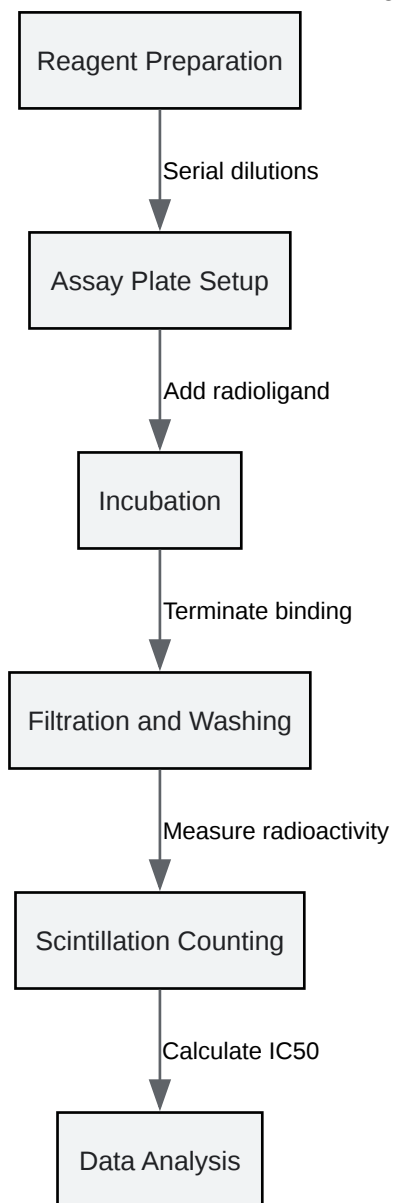 Reagent Preparation
Serial dilutions
Assay Plate Setup
Add radioligand
Incubation
Terminate binding
Filtration and Washing
Measure radioactivity
Scintillation Counting
Calculate IC50
Data Analysis